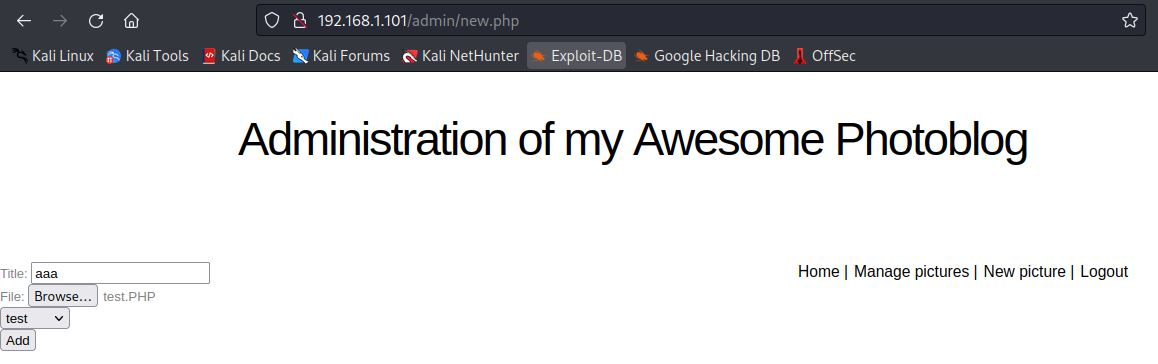 192.168.1.101/admin/new.php
Kali Linux Kali Tools Kali Docs Kali Forums Kali NetHunter Exploit-DB Google Hacking DB OffSec
Administration of my Awesome Photoblog
Title: aaa
Home | Manage pictures | New picture | Logout
File: Browse... test.PHP
test
Add